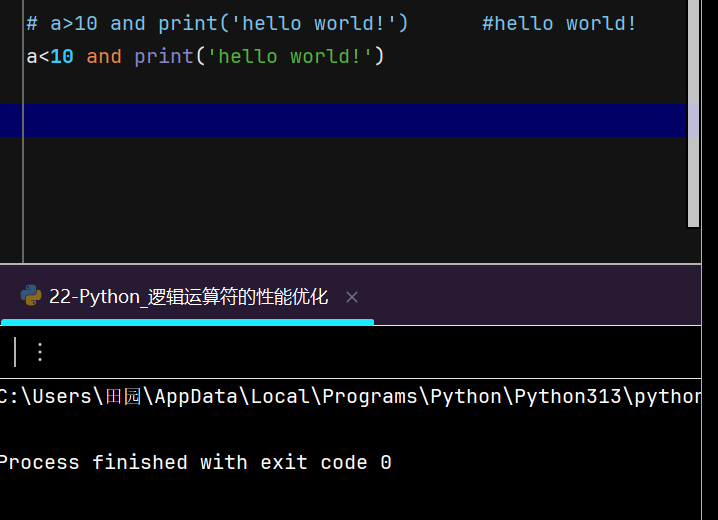 # a>10 and print('hello world!')      #hello world!
a<10 and print('hello world!')
22-Python_逻辑运算符的性能优化
C:\Users\田园\AppData\Local\Programs\Python\Python313\python
Process finished with exit code 0